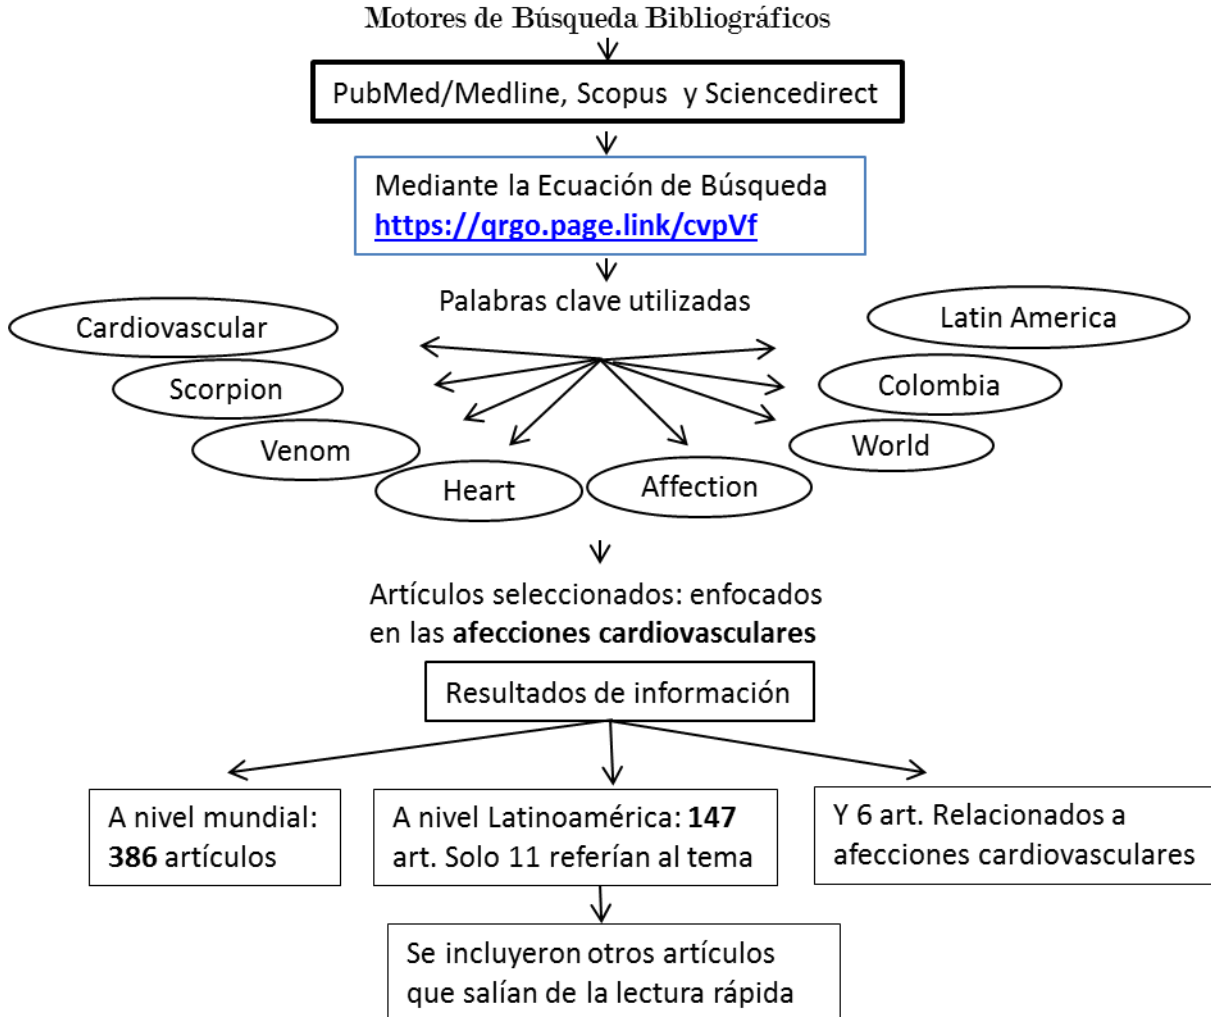 Motores de Búsqueda Bibliográficos
PubMed/Medline, Scopus y Sciencedirect
Mediante la Ecuación de Búsqueda
https://qrgo.page.link/cvpVf
Palabras clave utilizadas
Cardiovascular
Scorpion
Venom
Heart
Affection
World
Colombia
Latin America
Artículos seleccionados: enfocados
en las afecciones cardiovasculares
Resultados de información
A nivel mundial:
386 artículos
A nivel Latinoamérica: 147
art. Solo 11 referían al tema
Y 6 art. Relacionados a
afecciones cardiovasculares
Se incluyeron otros artículos
que salían de la lectura rápida